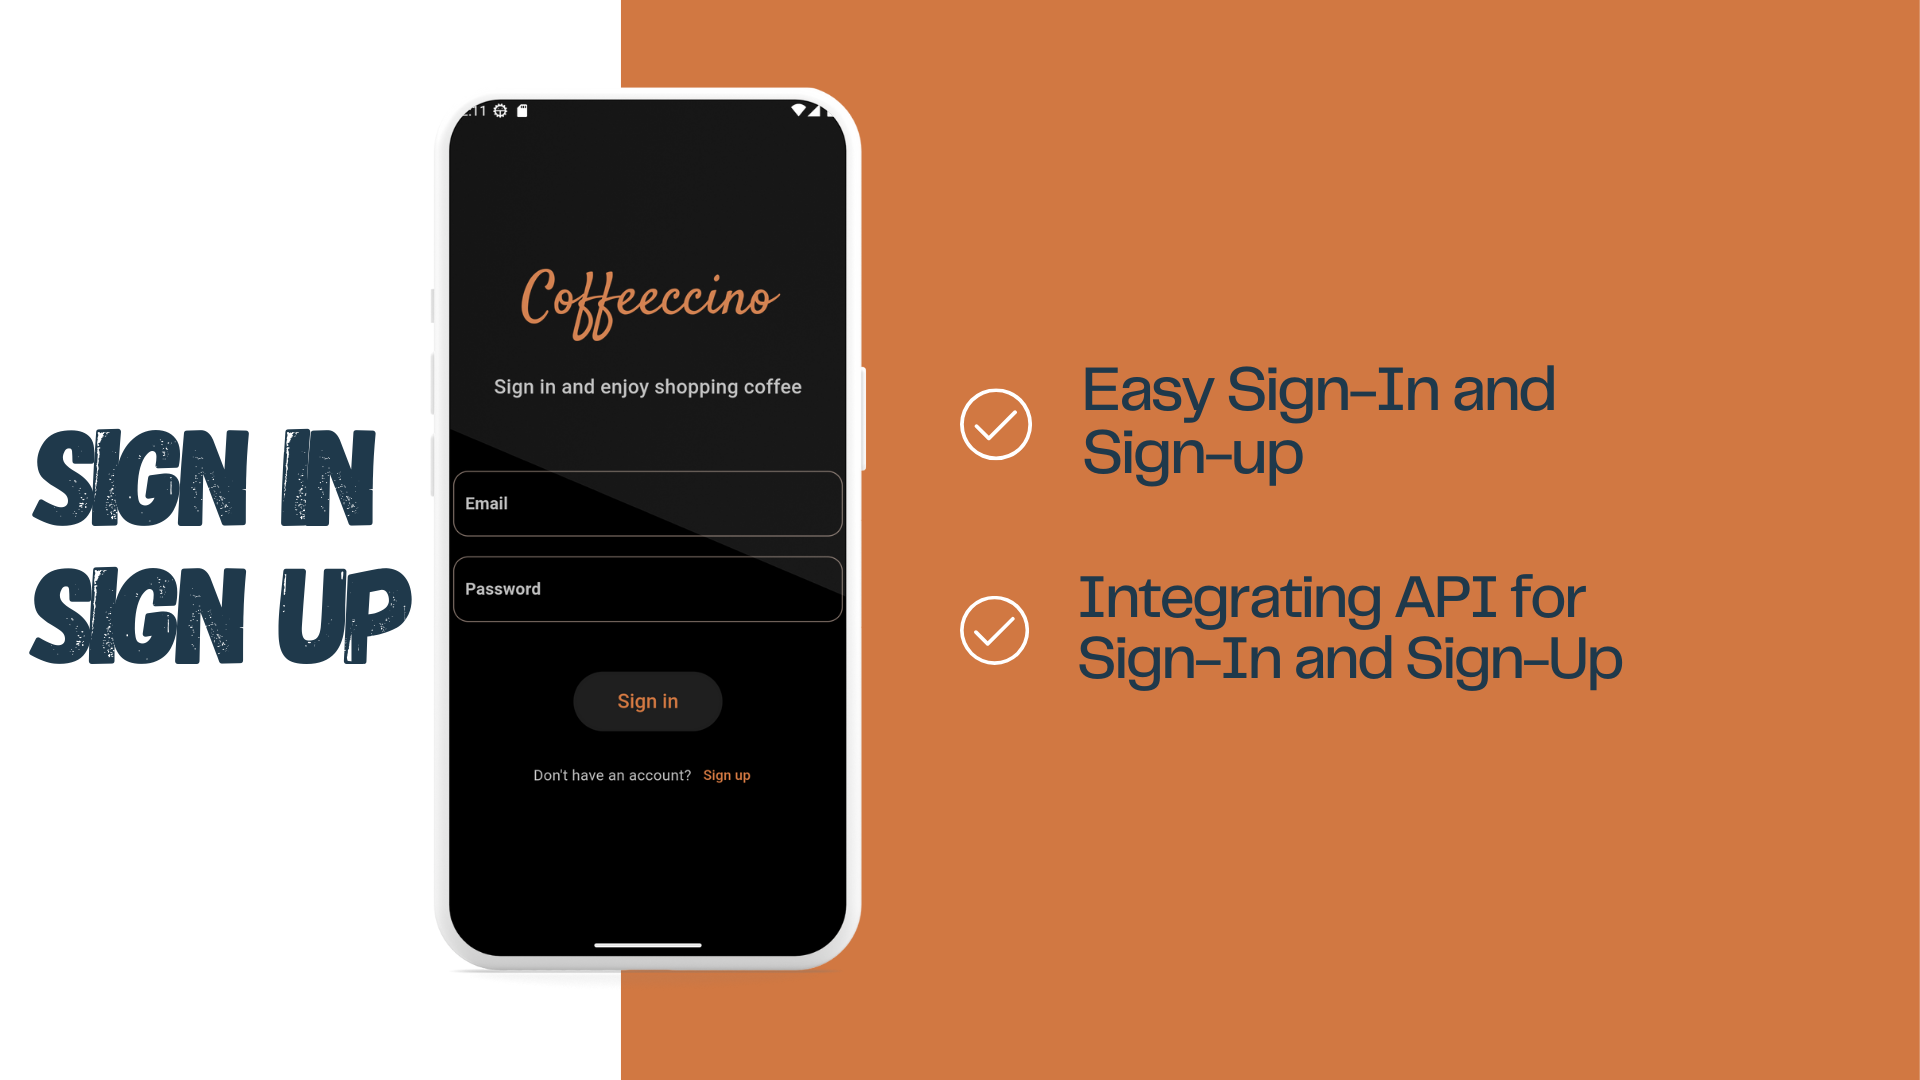 SIGN IN
SIGN UP
Coffeeccino
Sign in and enjoy shopping coffee
Email
Password
Sign in
Don't have an account? Sign up
Easy Sign-In and
Sign-up
Integrating API for
Sign-In and Sign-Up